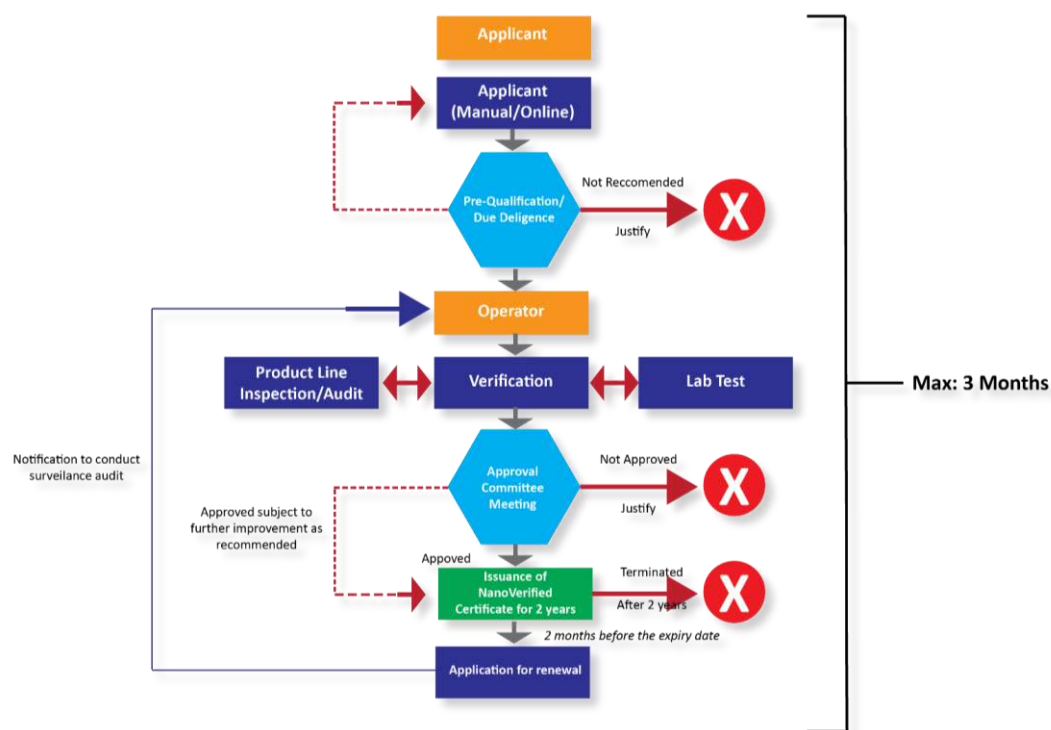 Applicant
Applicant
(Manual/Online)
Not Reccomended
Pre-Qualification/
Due Deligence
X
Justify
Operator
Product Line
Inspection/Audit
Verification
Lab Test
Max: 3 Months
Notification to conduct
surveilance audit
Not Approved
Approval
Committee
Meeting
X
Justify
Approved subject to
further improvement as
recommended
Appoved
Issuance of
NanoVerified
Certificate for 2 years
Terminated
After 2 years
X
2 months before the expiry date
Application for renewal